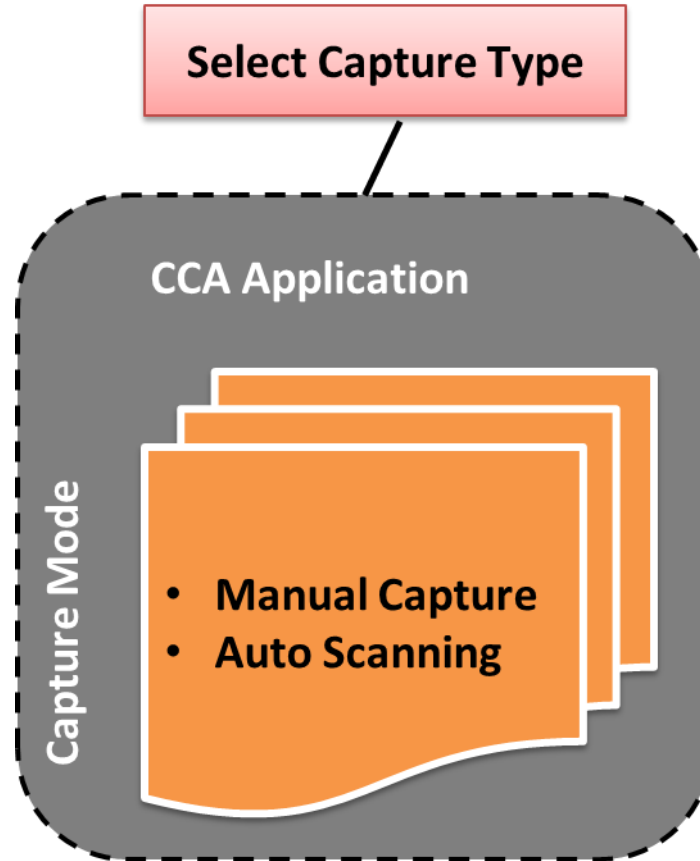 Select Capture Type
CCA Application
Capture Mode
• Manual Capture
• Auto Scanning